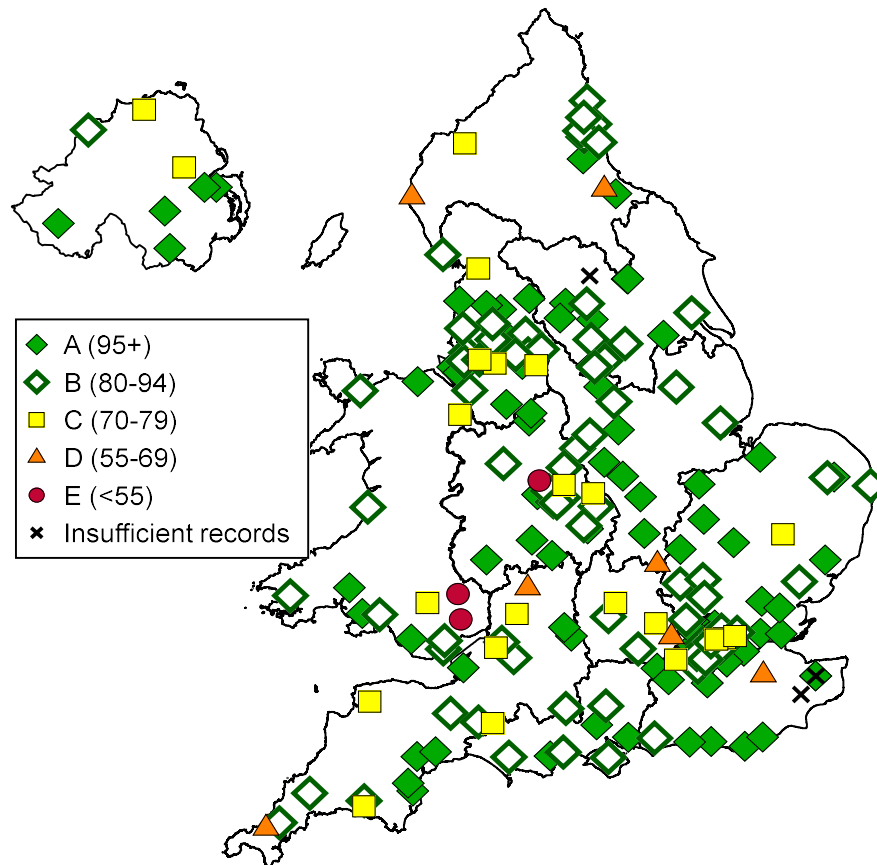 A (95+)
B (80-94)
C (70-79)
D (55-69)
E (<55)
Insufficient records